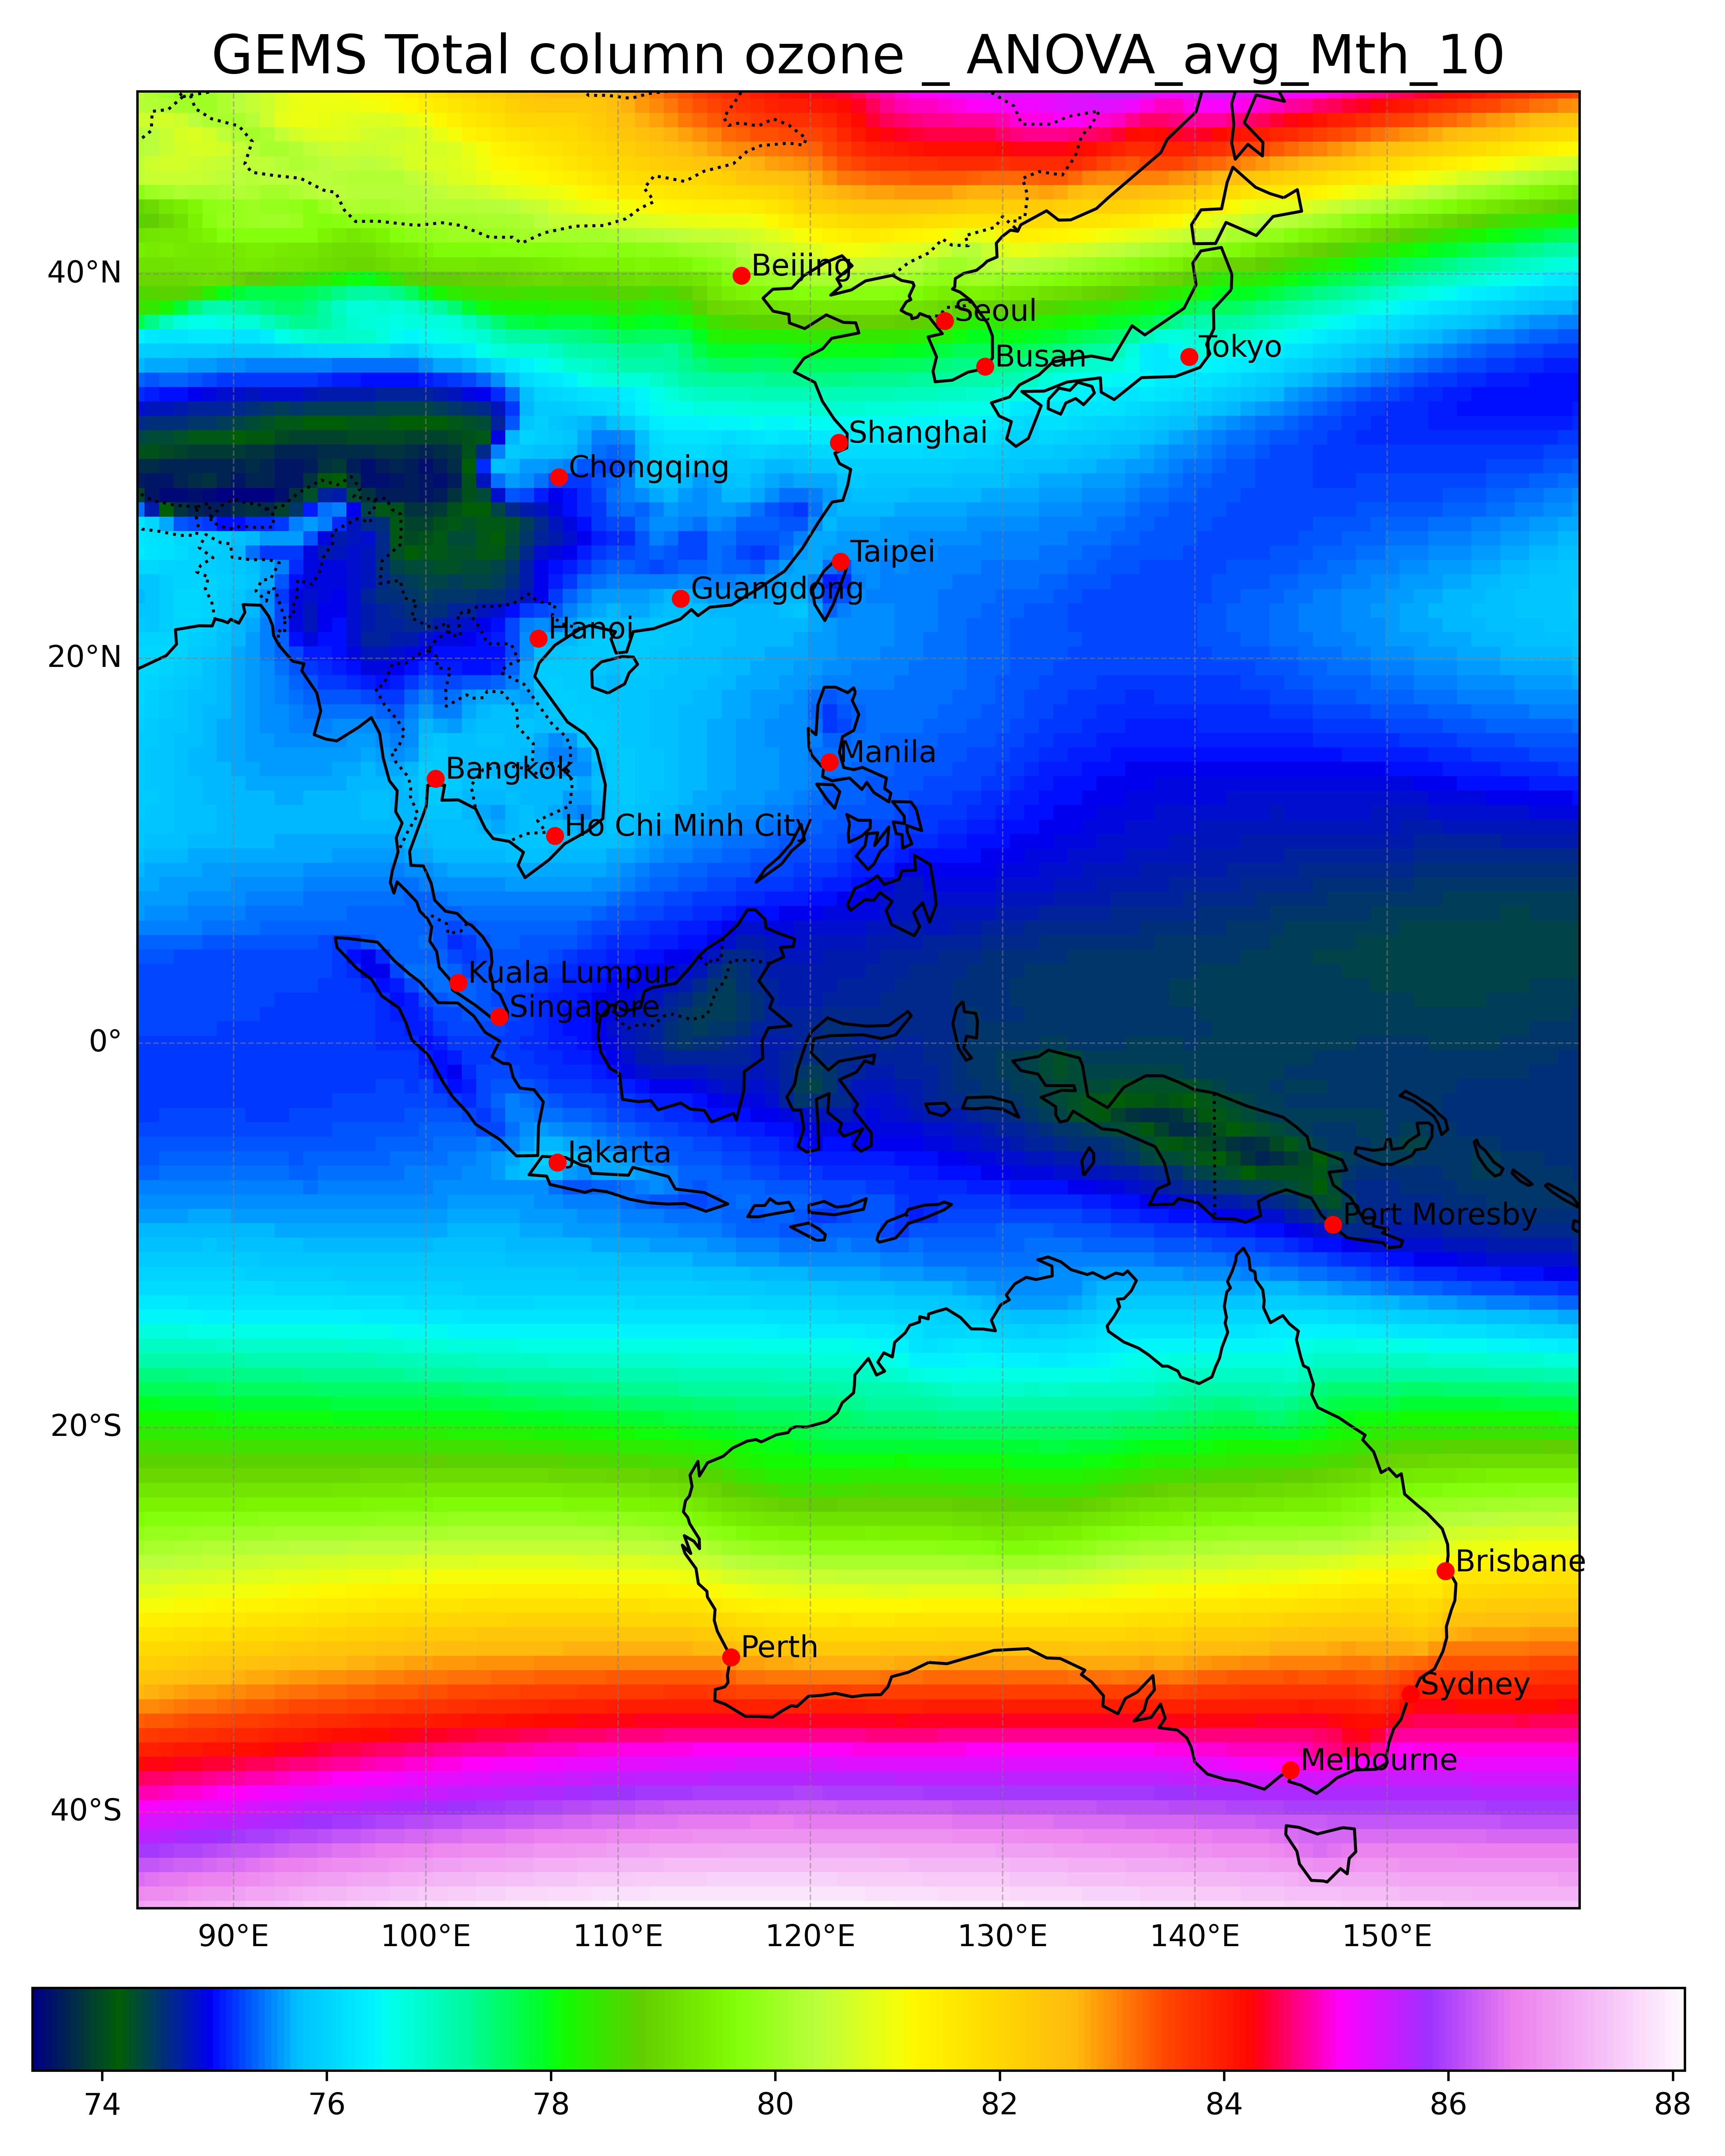 GEMS Total column ozone _ ANOVA_avg_Mth_10
40°N
Beijing
Seoul
Busan
Tokyo
Shanghai
Chongqing
Taipei
Guangdong
Hanoi
20°N
Manila
Bangkok
Ho Chi Minh City
Kuala Lumpur
Singapore
0°
Jakarta
Port Moresby
20°S
Brisbane
Perth
Sydney
Melbourne
40°S
90°E 100°E 110°E 120°E 130°E 140°E 150°E
74 76 78 80 82 84 86 88